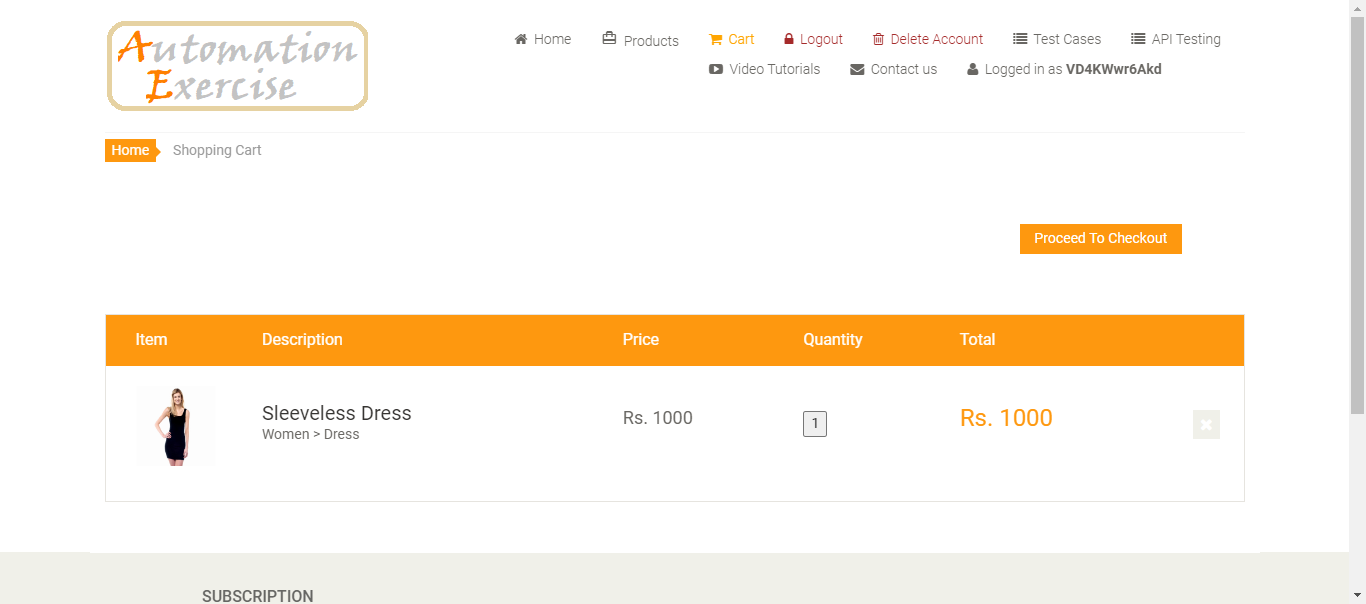 Automation
Exercise
Home Products Cart Logout Delete Account Test Cases API Testing
Video Tutorials Contact us Logged in as VD4KWwr6Akd
Home Shopping Cart
Proceed To Checkout
Item Description Price Quantity Total
Sleeveless Dress Rs. 1000 1 Rs. 1000
Women > Dress
SUBSCRIPTION